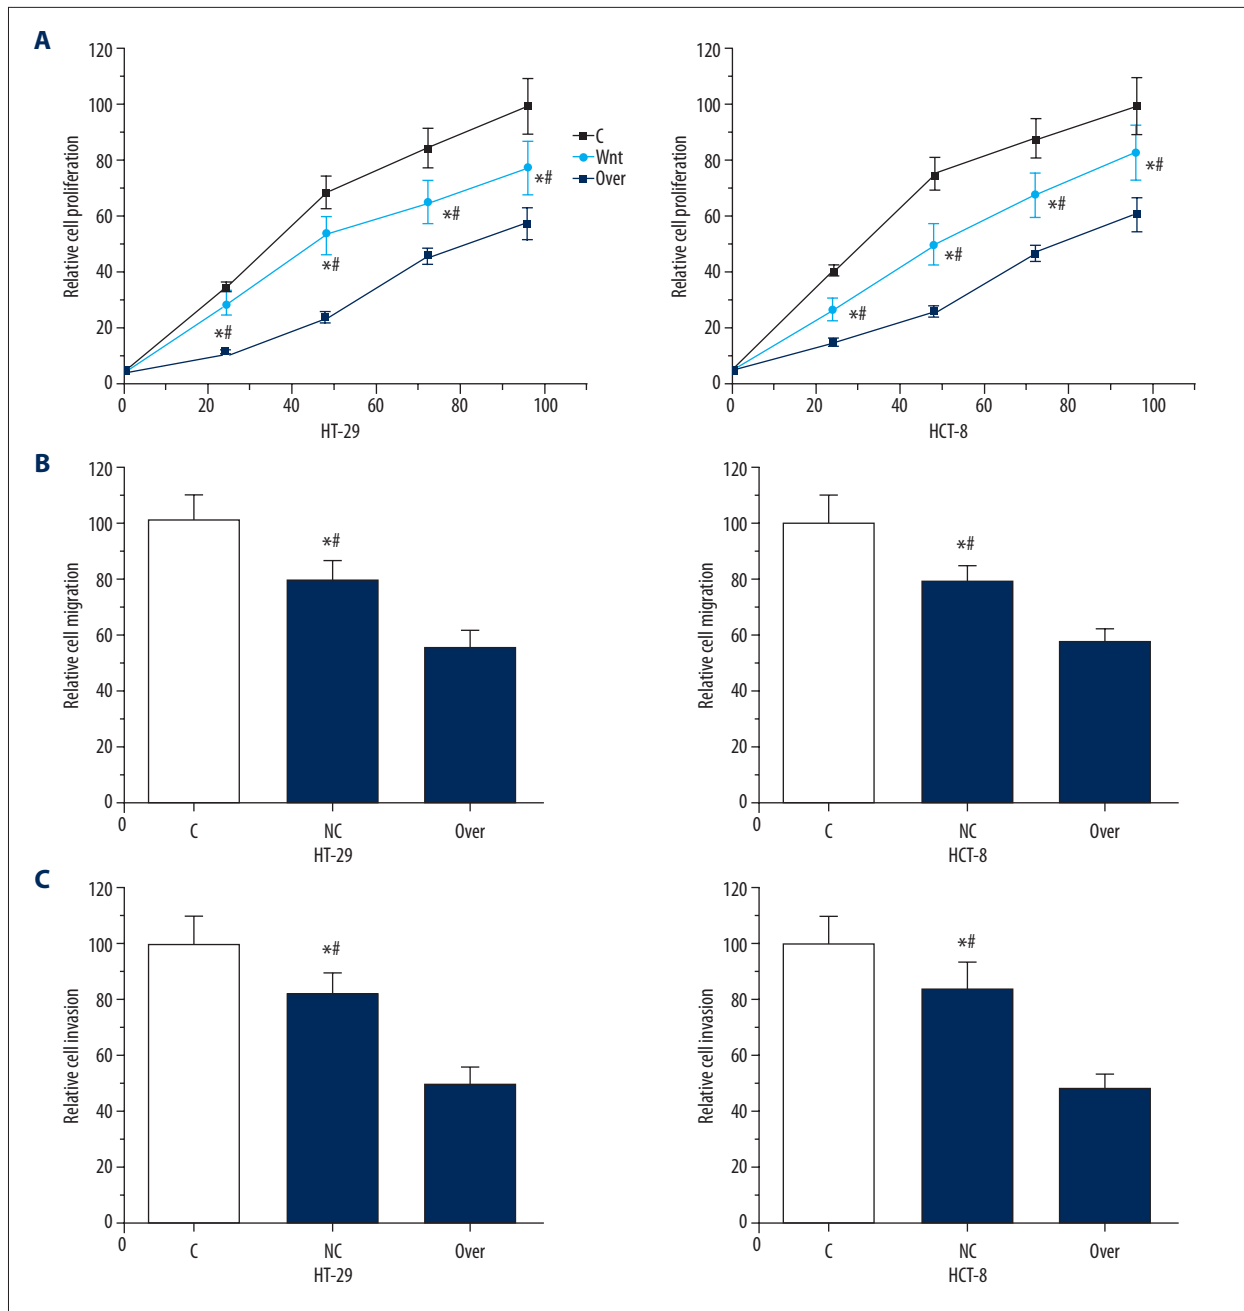 A
120
100
80
60
40
20
0
Relative cell proliferation
0 20 40 60 80 100
HT-29
*#
*#
*#
*#
C
Wnt
Over
120
100
80
60
40
20
0
Relative cell proliferation
0 20 40 60 80 100
HCT-8
*#
*#
*#
*#
B
120
100
80
60
40
20
0
Relative cell migration
*#
0 C NC Over
HT-29
120
100
80
60
40
20
0
Relative cell migration
*#
0 C NC Over
HCT-8
C
120
100
80
60
40
20
0
Relative cell invasion
*#
0 C NC Over
HT-29
120
100
80
60
40
20
0
Relative cell invasion
*#
0 C NC Over
HCT-8